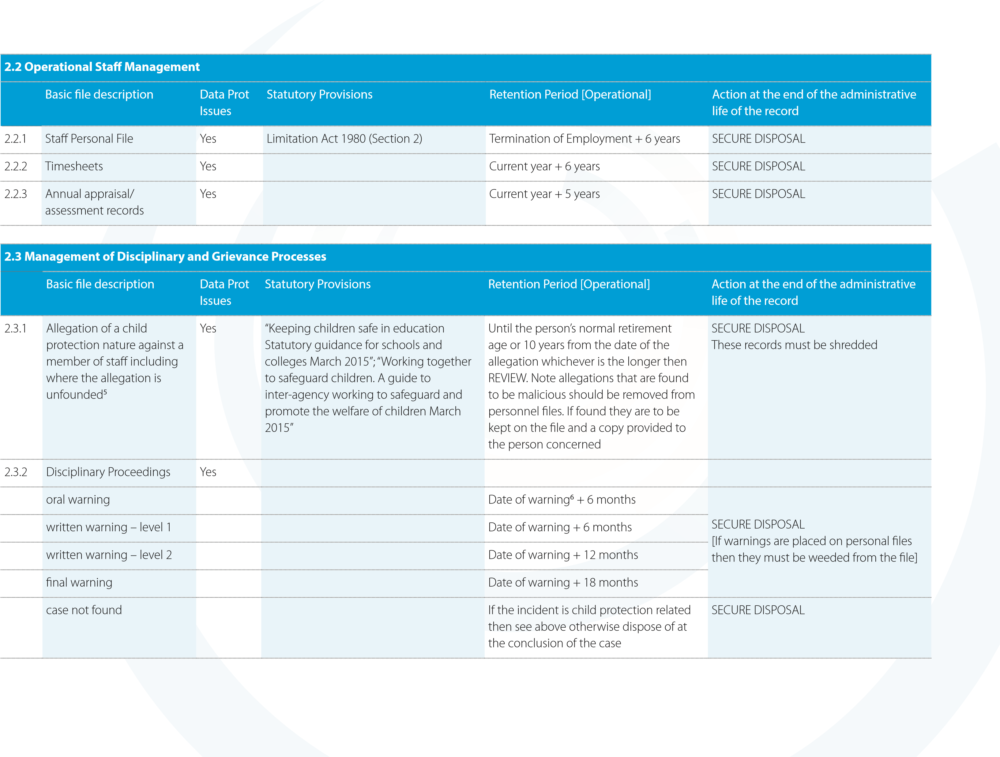 2.2 Operational Staff Management
Basic file description
Data Prot
Issues
Statutory Provisions
Retention Period [Operational]
Action at the end of the administrative
life of the record
2.2.1 Staff Personal File Yes Limitation Act 1980 (Section 2) Termination of Employment + 6 years SECURE DISPOSAL
2.2.2 Timesheets Yes Current year + 6 years SECURE DISPOSAL
2.2.3 Annual appraisal/
assessment records
Yes Current year + 5 years SECURE DISPOSAL
2.3 Management of Disciplinary and Grievance Processes
Basic file description
Data Prot
Issues
Statutory Provisions
Retention Period [Operational]
Action at the end of the administrative
life of the record
2.3.1
Allegation of a child
protection nature against a
member of staff including
where the allegation is
unfounded⁵
Yes
“Keeping children safe in education
Statutory guidance for schools and
colleges March 2015”; “Working together
to safeguard children. A guide to
inter-agency working to safeguard and
promote the welfare of children March
2015”
Until the person’s normal retirement
age or 10 years from the date of the
allegation whichever is the longer then
REVIEW. Note allegations that are found
to be malicious should be removed from
personnel files. If found they are to be
kept on the file and a copy provided to
the person concerned
SECURE DISPOSAL
These records must be shredded
2.3.2 Disciplinary Proceedings Yes
oral warning Date of warning⁶ + 6 months
written warning – level 1 Date of warning + 6 months
written warning – level 2 Date of warning + 12 months
final warning Date of warning + 18 months
SECURE DISPOSAL
[If warnings are placed on personal files
then they must be weeded from the file]
case not found
If the incident is child protection related
then see above otherwise dispose of at
the conclusion of the case
SECURE DISPOSAL